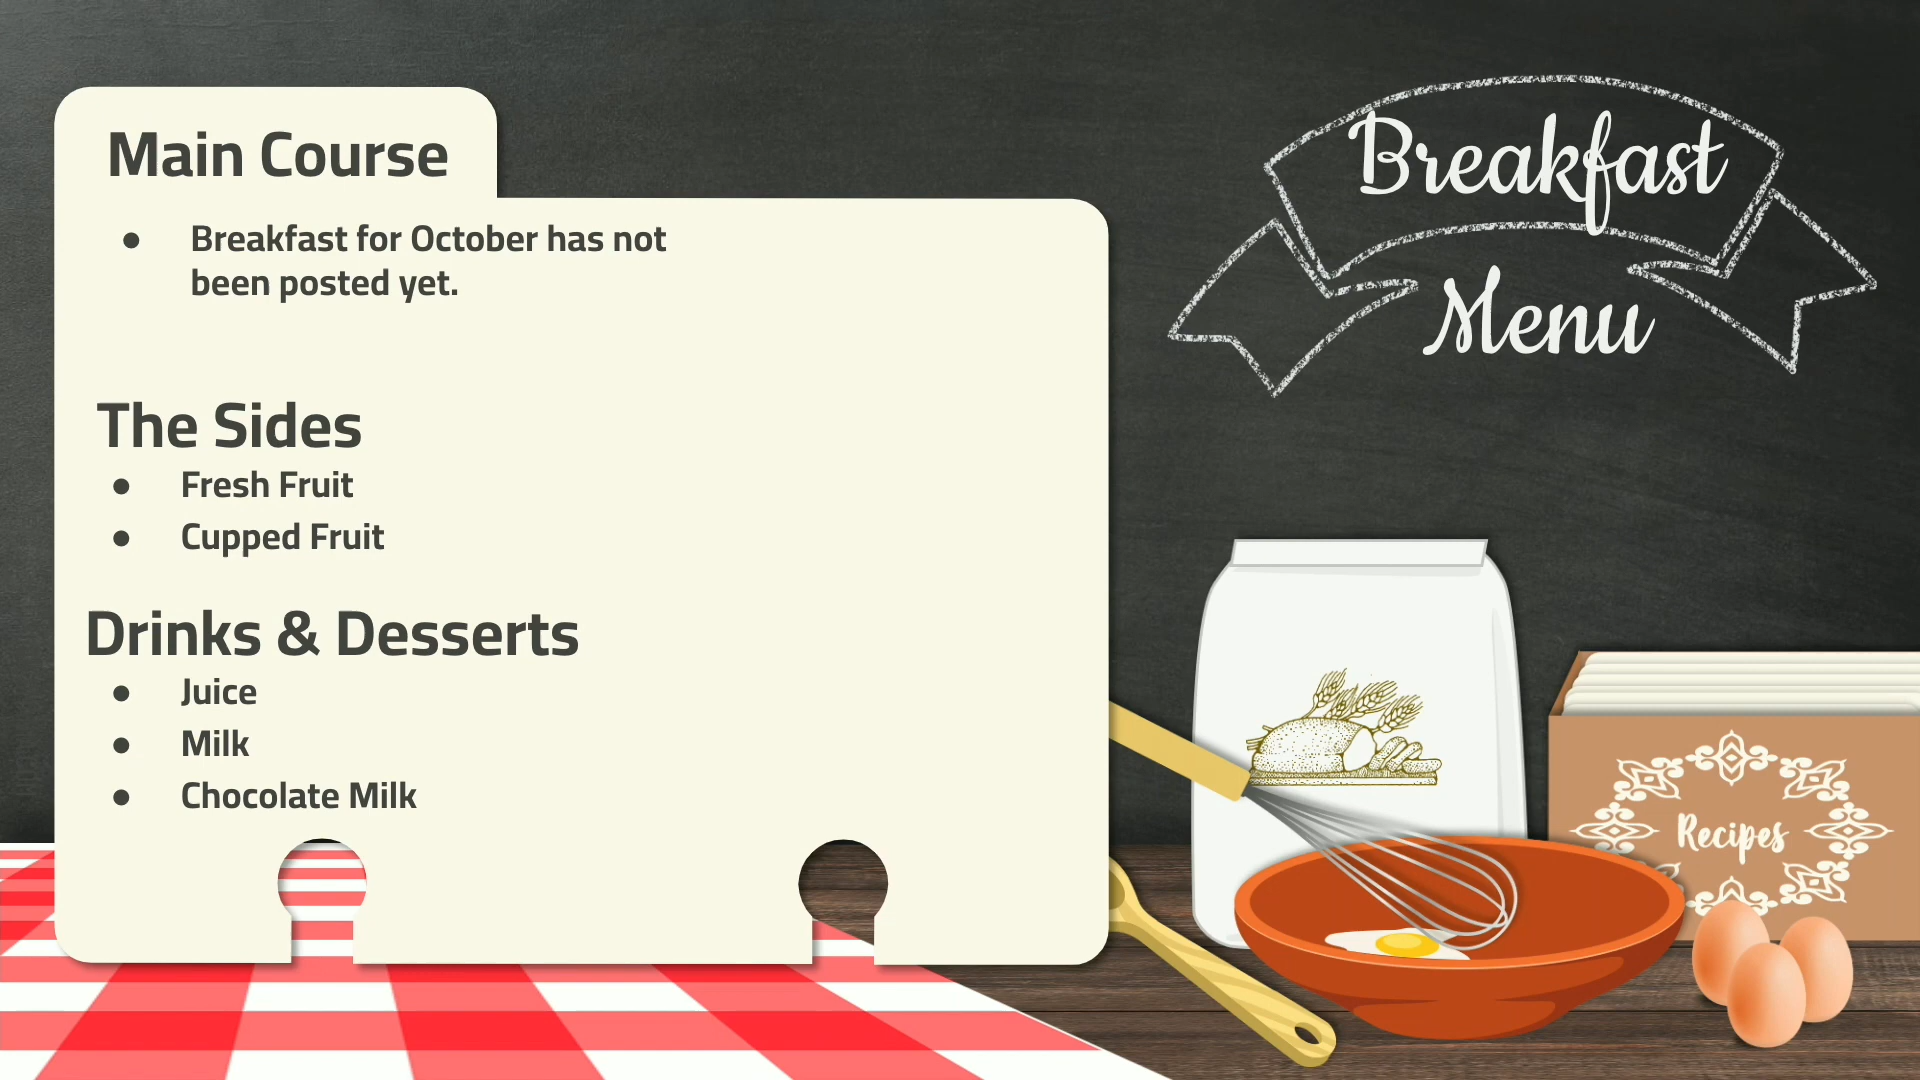 Main Course
● Breakfast for October has not
been posted yet.
The Sides
● Fresh Fruit
● Cupped Fruit
Drinks & Desserts
● Juice
● Milk
● Chocolate Milk
Breakfast
Menu
Recipes